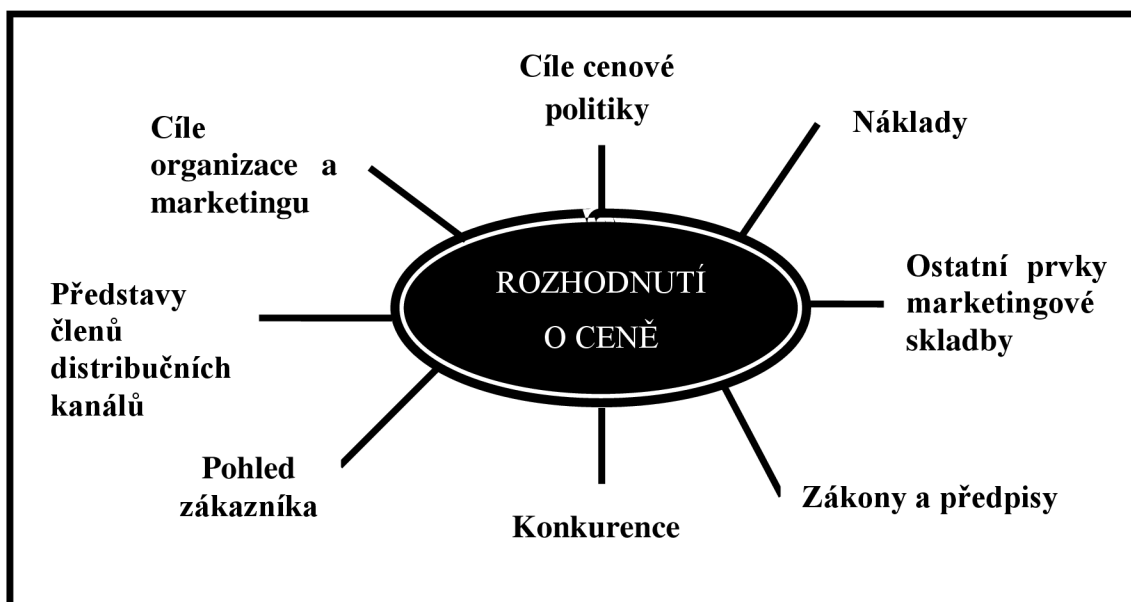 Cíle cenové
politiky
Náklady
Cíle
organizace a
marketingu
Ostatní prvky
marketingové
skladby
ROZHODNUTÍ
O CENĚ
Představy
členů
distribučních
kanálů
Pohled
zákazníka
Konkurence
Zákony a předpisy